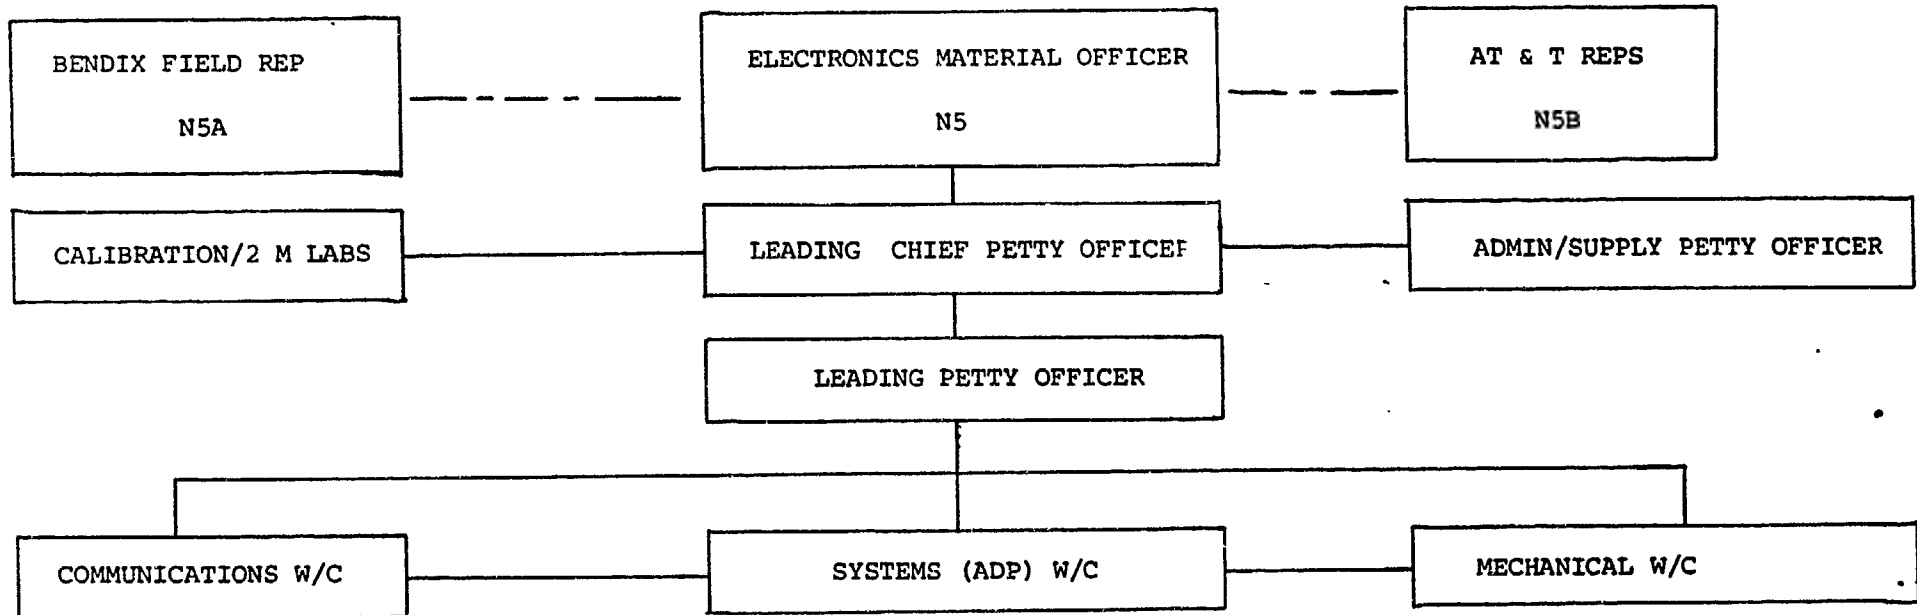 BENDIX FIELD REP
N5A
ELECTRONICS MATERIAL OFFICER
N5
AT & T REPS
N5B
CALIBRATION/2 M LABS
LEADING CHIEF PETTY OFFICER
ADMIN/SUPPLY PETTY OFFICER
LEADING PETTY OFFICER
COMMUNICATIONS W/C
SYSTEMS (ADP) W/C
MECHANICAL W/C